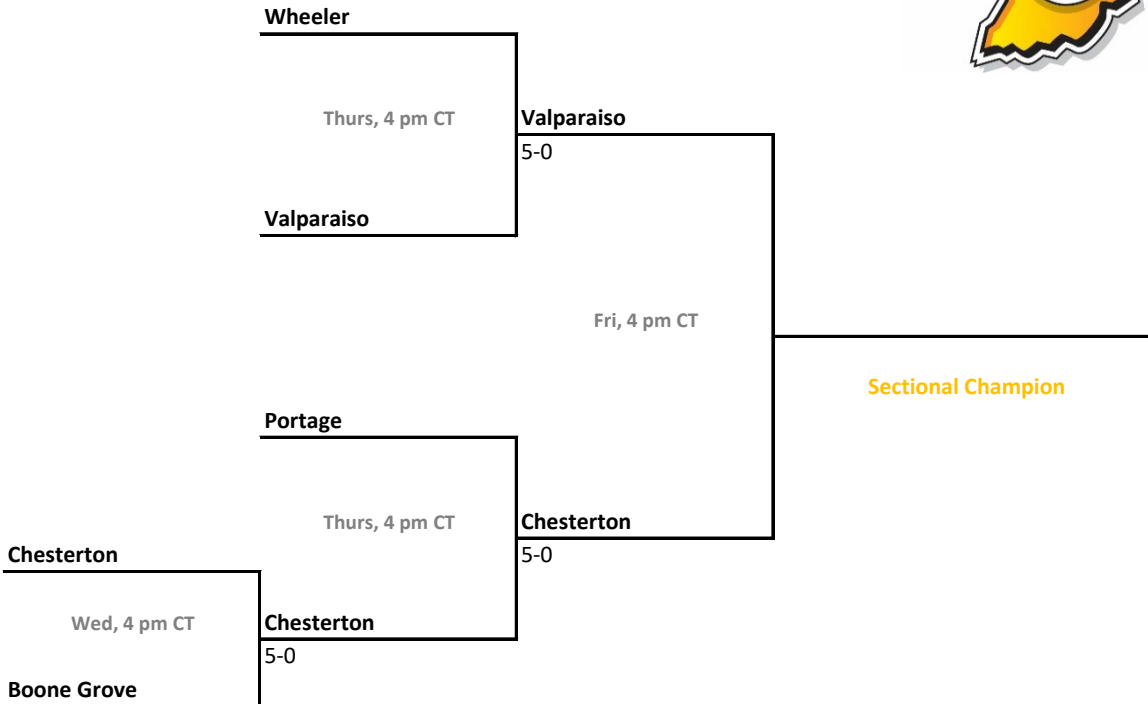 Wheeler
Thurs, 4 pm CT
Valparaiso
5-0
Valparaiso
Fri, 4 pm CT
Sectional Champion
Portage
Thurs, 4 pm CT
Chesterton
5-0
Chesterton
Wed, 4 pm CT
Chesterton
5-0
Boone Grove